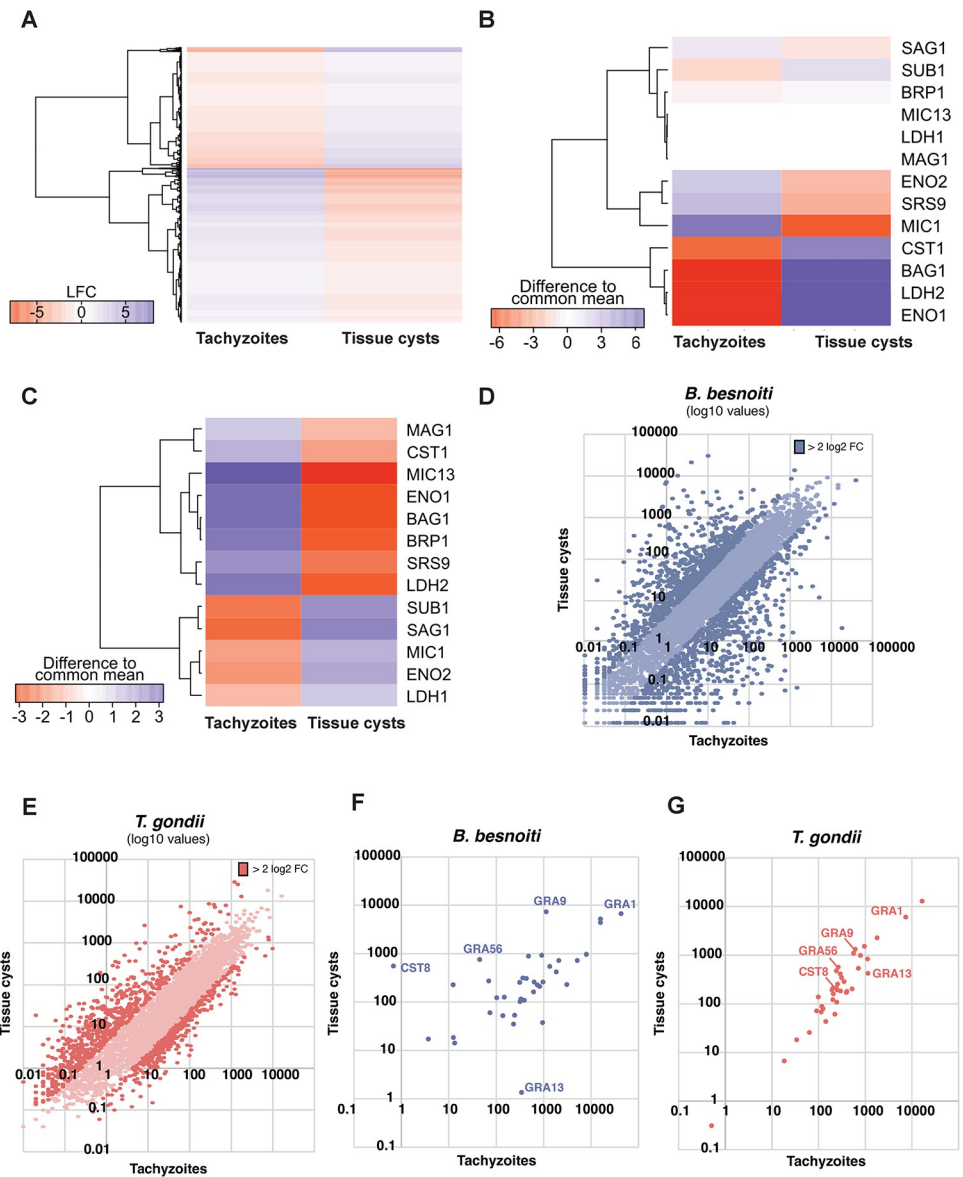 A
LFC
-5 0 5
Tachyzoites Tissue cysts
B
SAG1
SUB1
BRP1
MIC13
LDH1
MAG1
ENO2
SRS9
MIC1
CST1
BAG1
LDH2
ENO1
Difference to
common mean
-6 -3 0 3 6
Tachyzoites Tissue cysts
C
MAG1
CST1
MIC13
ENO1
BAG1
BRP1
SRS9
LDH2
SUB1
SAG1
MIC1
ENO2
LDH1
Difference to
common mean
-3 -2 -1 0 1 2 3
Tachyzoites Tissue cysts
D
B. besnoiti
(log10 values)
> 2 log2 FC
100000
10000
1000
100
10
1
0.01 0.1 1 10 100 1000 10000 100000
0.1
0.01
Tissue cysts
Tachyzoites
E
T. gondii
(log10 values)
> 2 log2 FC
100000
10000
1000
100
10
1
0.01 0.1 1 10 100 1000 10000
0.1
0.01
Tissue cysts
Tachyzoites
F
B. besnoiti
100000
10000
1000
100
10
1
0.1 1 10 100 1000 10000
0.1
GRA9
GRA1
GRA56
CST8
GRA13
Tissue cysts
Tachyzoites
G
T. gondii
100000
10000
1000
100
10
1
0.1 1 10 100 1000 10000
0.1
GRA1
GRA9
GRA56
CST8
GRA13
Tissue cysts
Tachyzoites